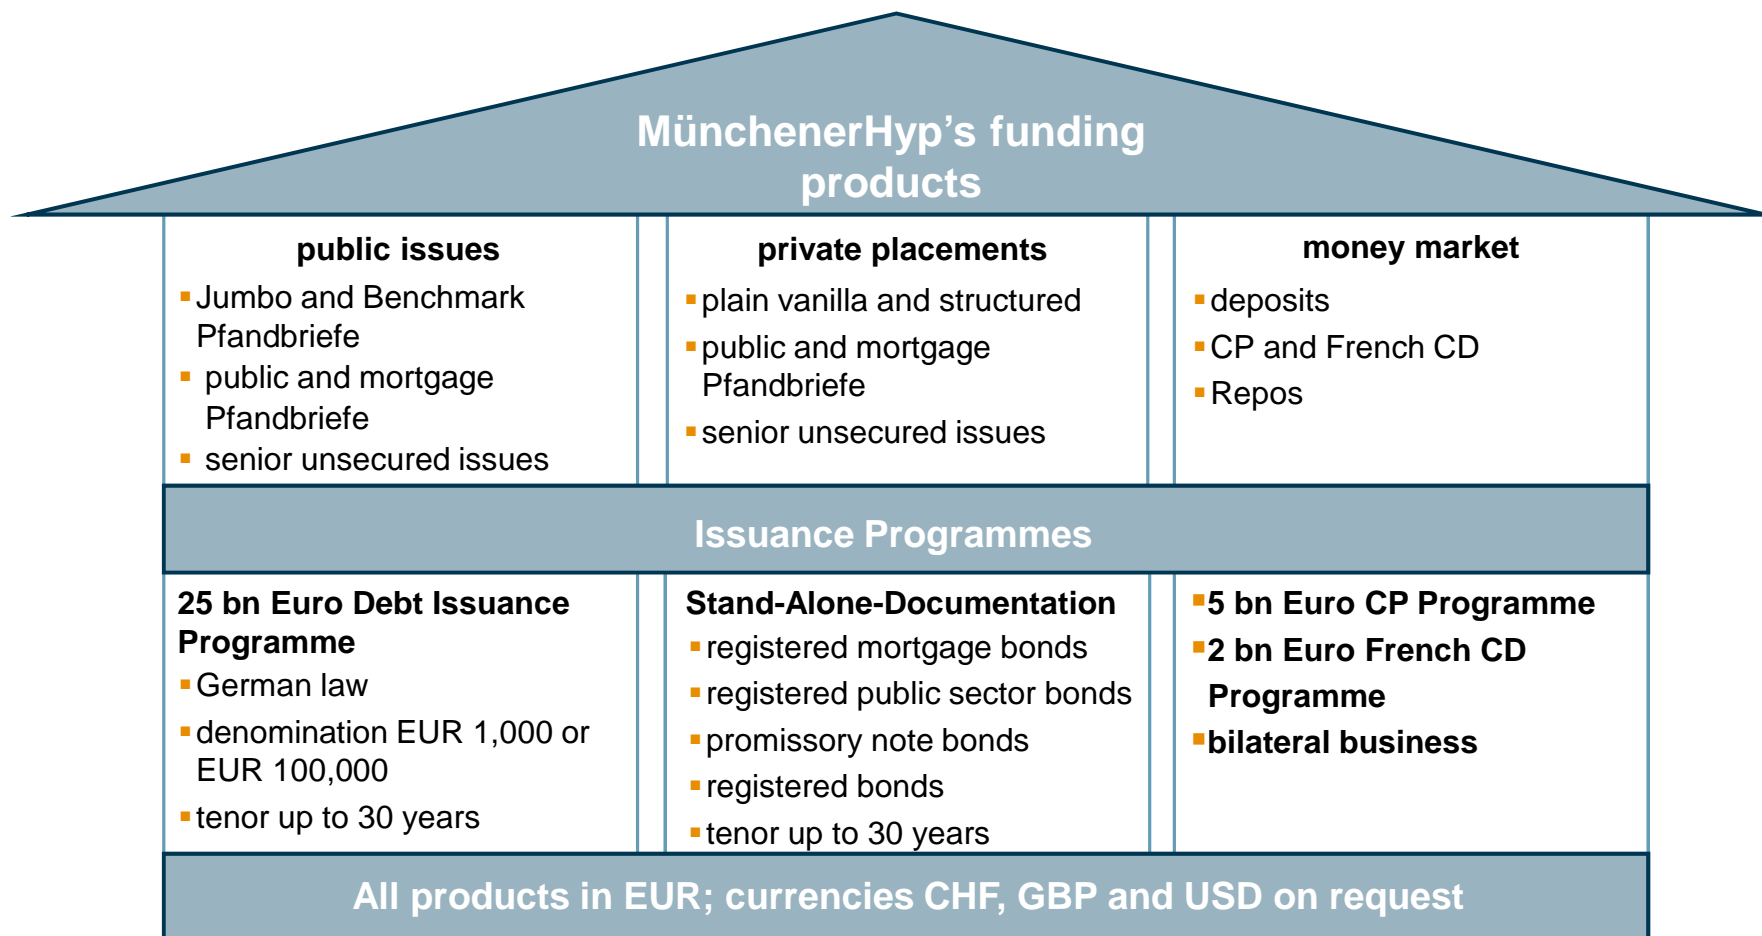 MünchenerHyp’s funding
products
public issues
▪Jumbo and Benchmark
Pfandbriefe
▪ public and mortgage
Pfandbriefe
▪ senior unsecured issues
private placements
▪plain vanilla and structured
▪public and mortgage
Pfandbriefe
▪senior unsecured issues
money market
▪deposits
▪CP and French CD
▪Repos
Issuance Programmes
25 bn Euro Debt Issuance
Programme
▪German law
▪denomination EUR 1,000 or
EUR 100,000
▪tenor up to 30 years
Stand-Alone-Documentation
▪registered mortgage bonds
▪registered public sector bonds
▪promissory note bonds
▪registered bonds
▪tenor up to 30 years
▪5 bn Euro CP Programme
▪2 bn Euro French CD
Programme
▪bilateral business
All products in EUR; currencies CHF, GBP and USD on request